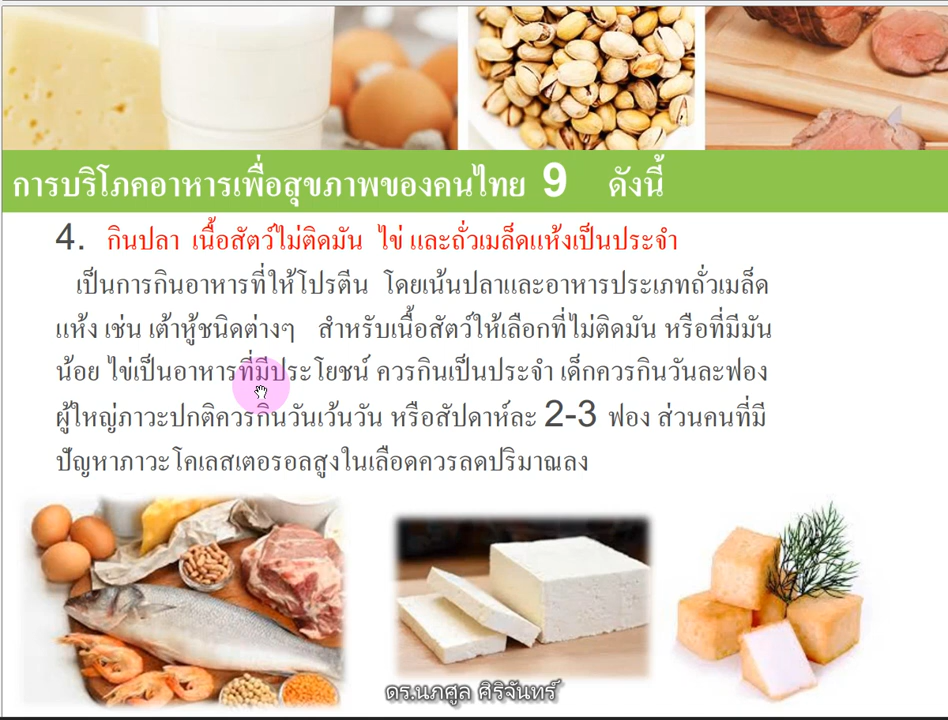 การบริโภคอาหารเพื่อสุขภาพของคนไทย 9 ดังนี้
4. กินปลา เนื้อสัตว์ไม่ติดมัน ไข่ และถั่วเมล็ดแห้งเป็นประจำ
เป็นการกินอาหารที่ให้โปรตีน โดยเน้นปลาและอาหารประเภทถั่วเมล็ด
แห้ง เช่น เต้าหู้ชนิดต่างๆ สำหรับเนื้อสัตว์ให้เลือกที่ไม่ติดมัน หรือที่มีมัน
น้อย ไข่เป็นอาหารที่มีประโยชน์ ควรกินเป็นประจำ เด็กควรกินวันละฟอง
ผู้ใหญ่ภาวะปกติควรกินวันเว้นวัน หรือสัปดาห์ละ 2-3 ฟอง ส่วนคนที่มี
ปัญหาภาวะโคเลสเตอรอลสูงในเลือดควรลดปริมาณลง
ดร.นภศูล ศิริจันทร์